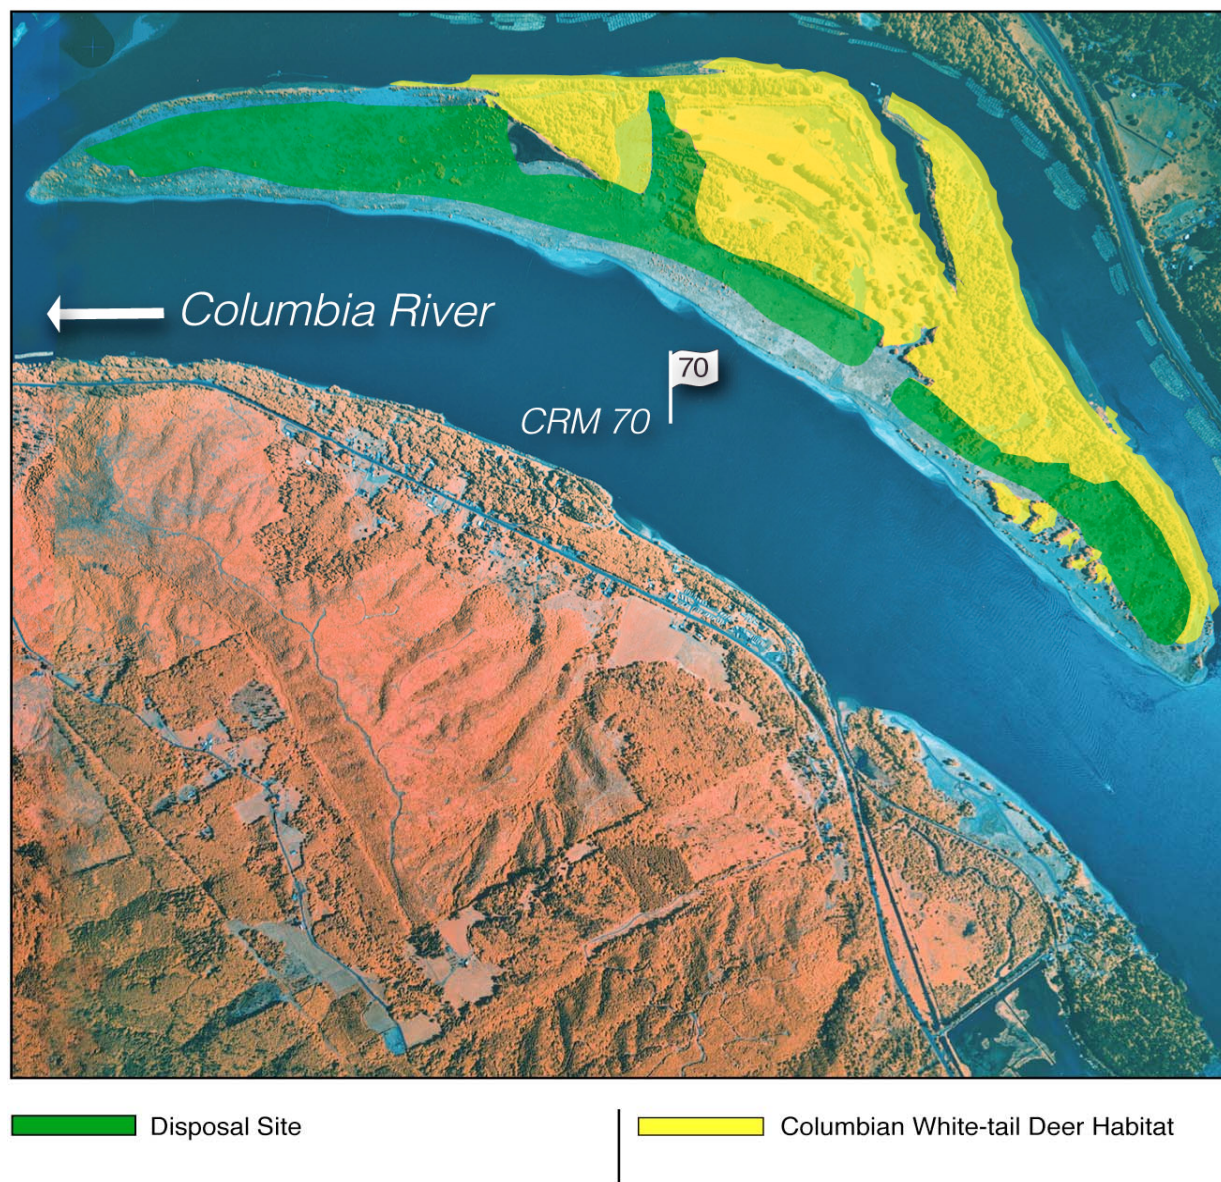 Columbia River
70
CRM 70
Disposal Site
Columbian White-tail Deer Habitat